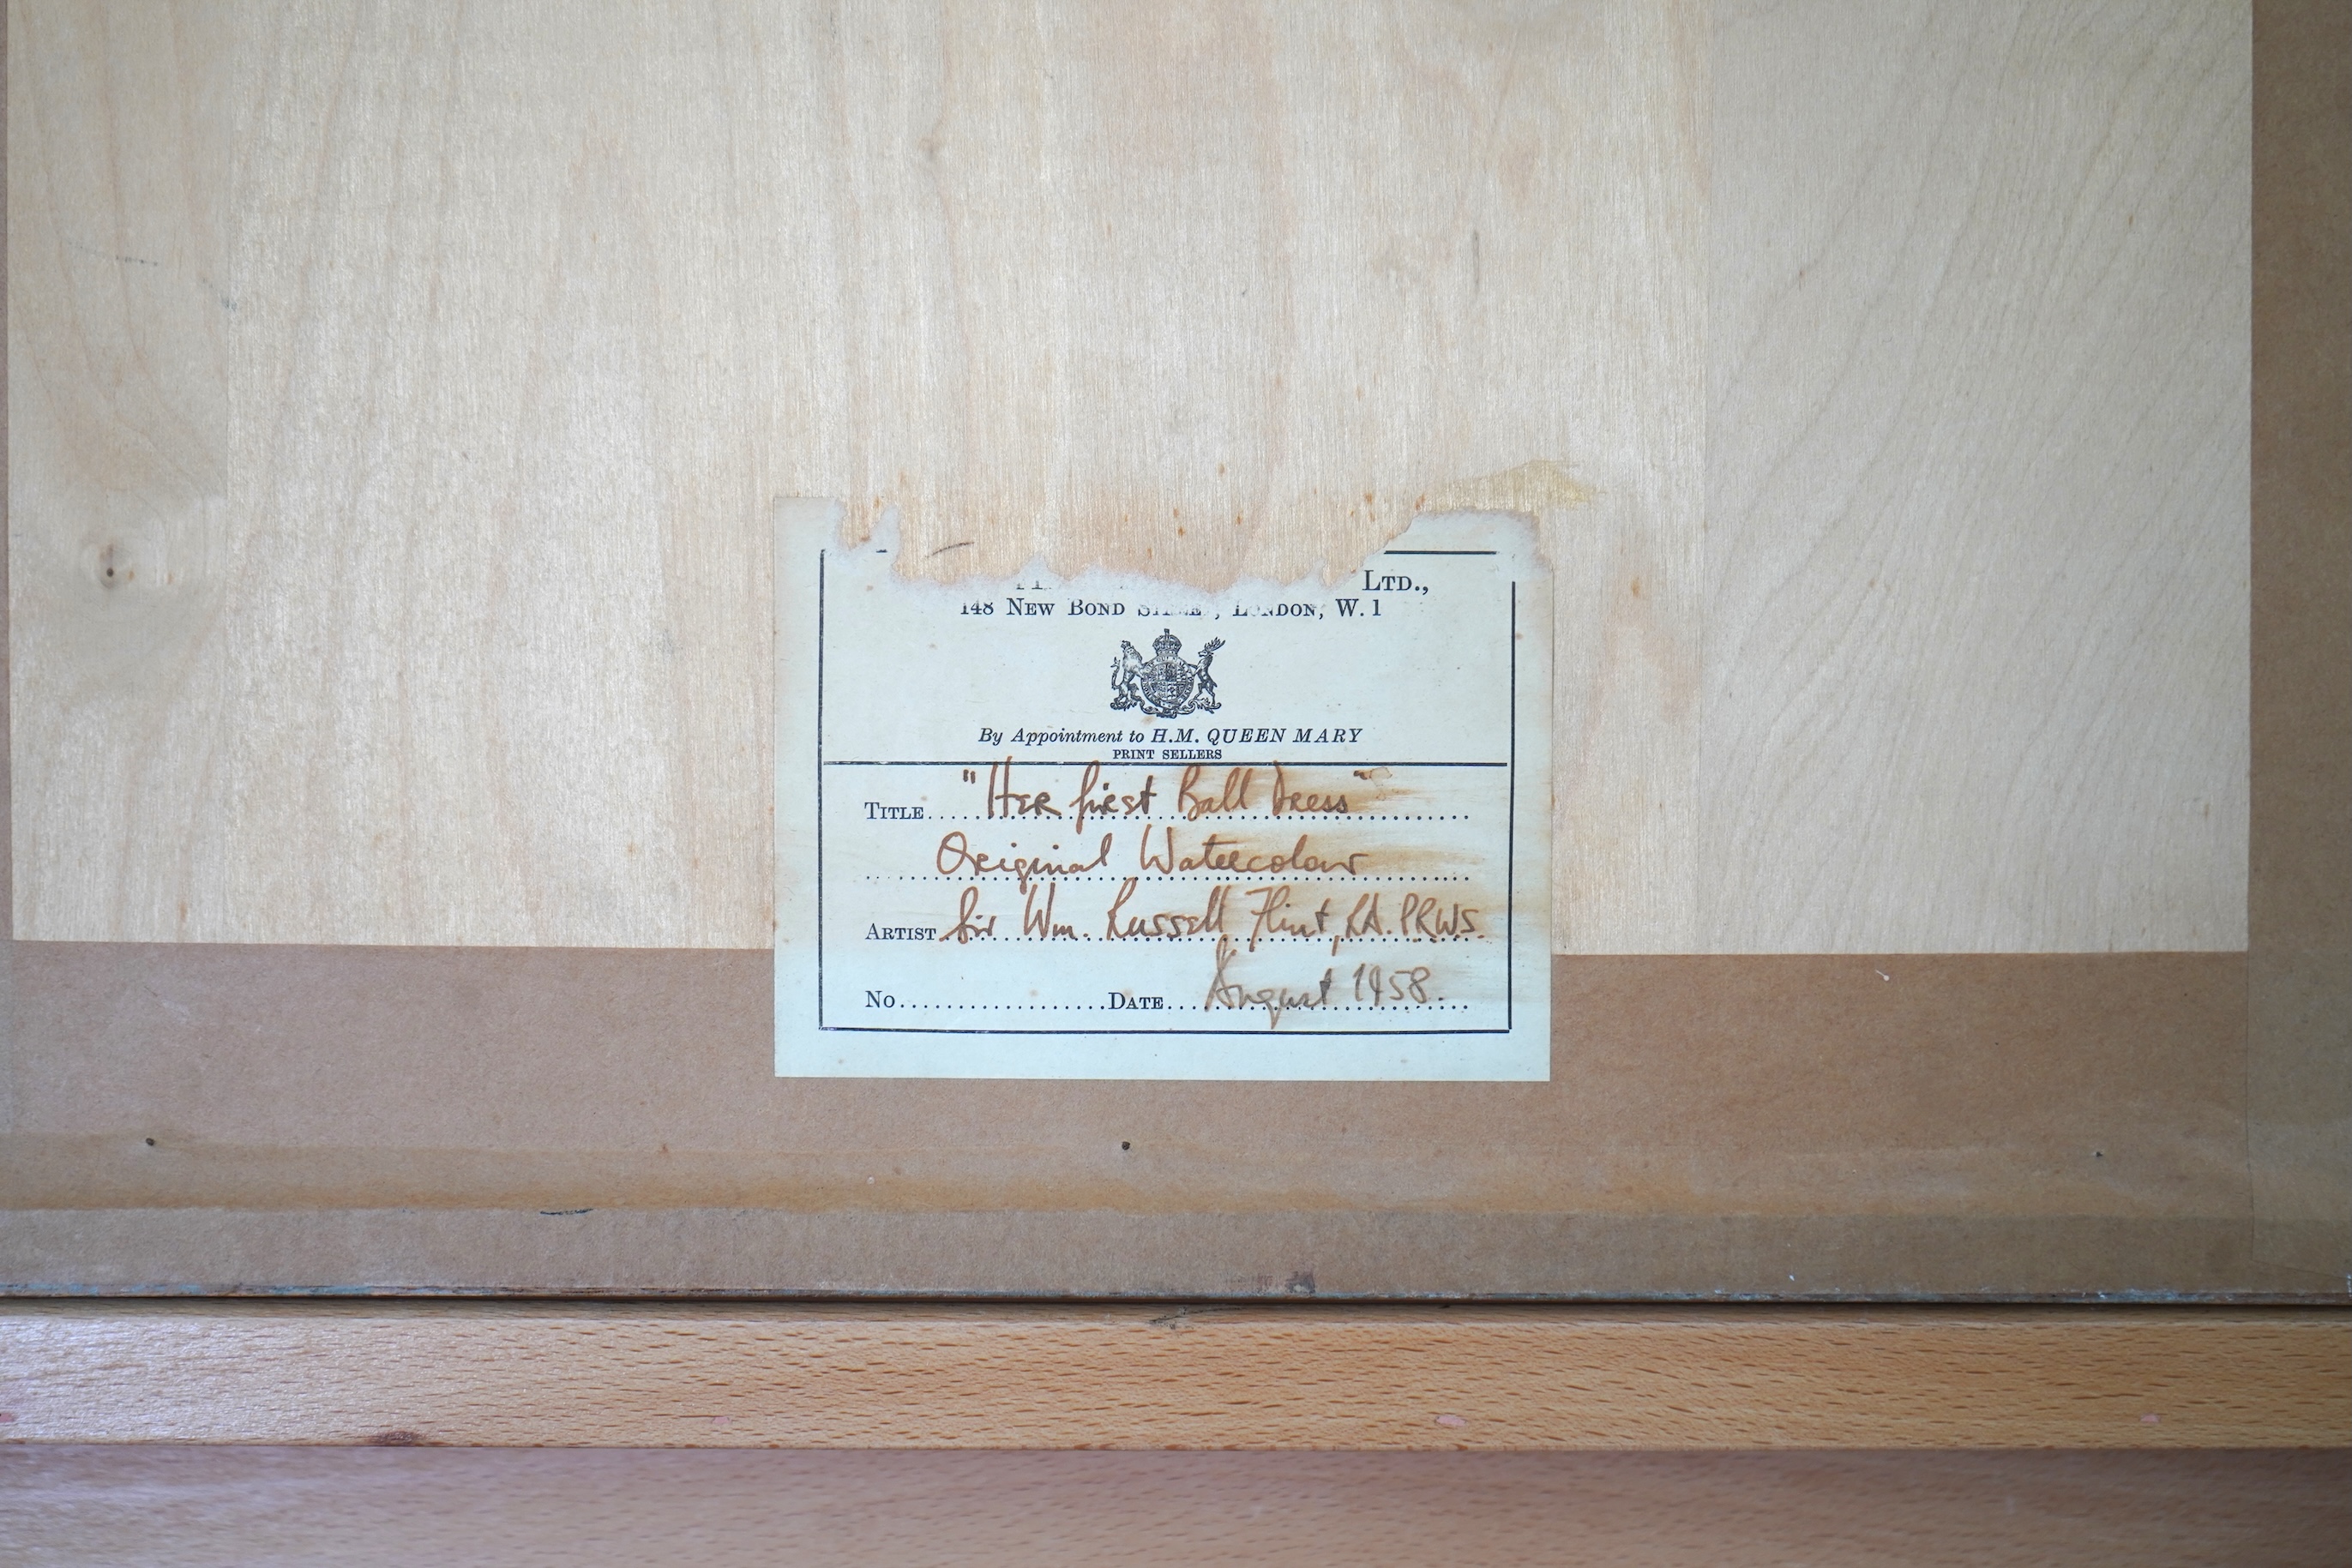 LTD.,
148 NEW BOND STREET, LONDON, W. 1
By Appointment to H.M. QUEEN MARY
PRINT SELLERS
TITLE "Her first Ball Dress"
Original Watercolour
ARTIST Sir Wm. Russell Flint, RA. PRWS.
No. DATE August 1958.